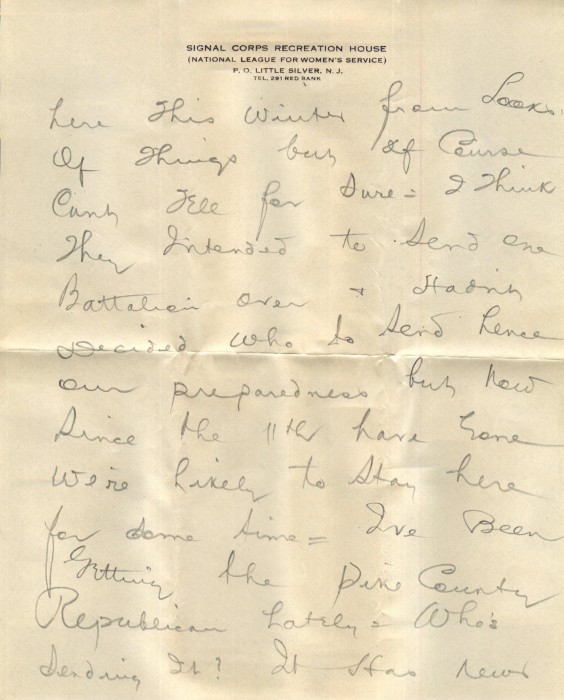 SIGNAL CORPS RECREATION HOUSE
(NATIONAL LEAGUE FOR WOMEN'S SERVICE)
P. O. LITTLE SILVER, N. J.
TEL. 291 RED BANK
here This Winter from Looks
Of Things but Of Course
Cant Tell for Sure = I Think
They Intended to Send one
Battalion over + Hadnt
Decided who to Send hence
our preparedness but Now
Since the 11th have Gone
We're likely to Stay here
for some time = I've Been
Getting the Pike County
Republican Lately = Who's
Sending It? It Has news